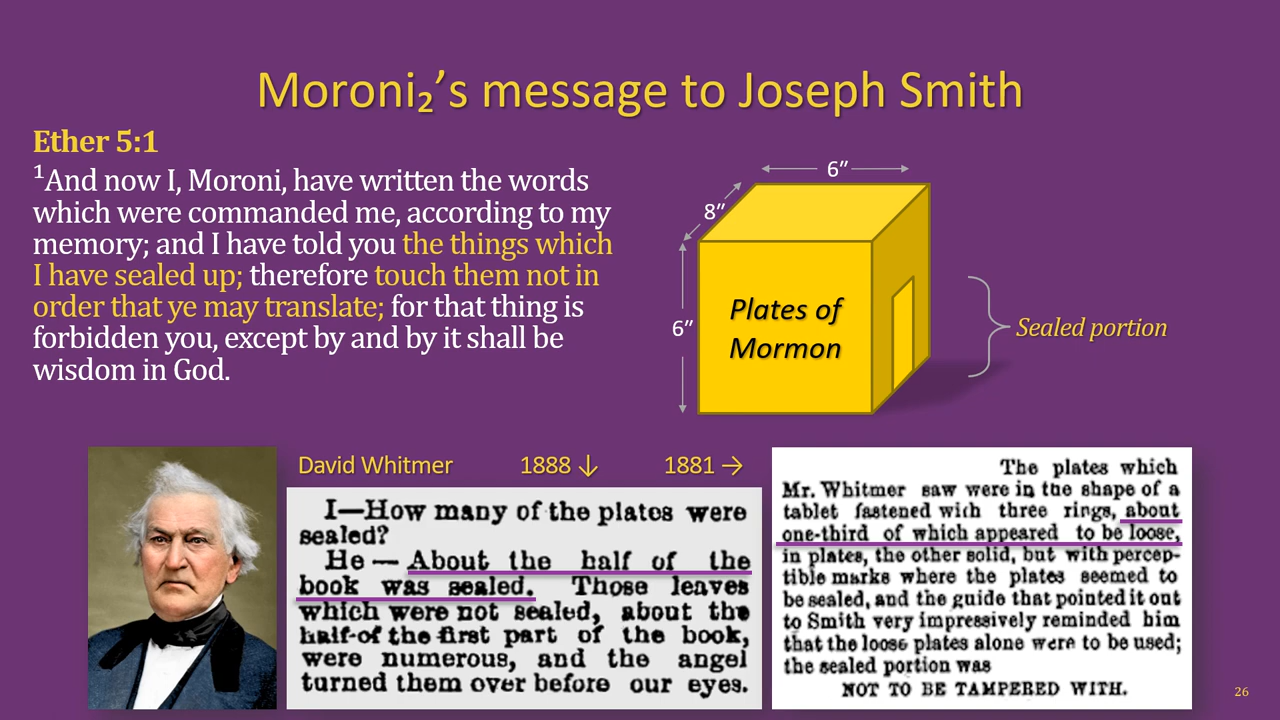 Moroni₂’s message to Joseph Smith
Ether 5:1
¹And now I, Moroni, have written the words
which were commanded me, according to my
memory; and I have told you the things which
I have sealed up; therefore touch them not in
order that ye may translate; for that thing is
forbidden you, except by and by it shall be
wisdom in God.
6”
8”
6”
Plates of
Mormon
Sealed portion
David Whitmer 1888 ↓ 1881 →
I—How many of the plates were
sealed?
He — About the half of the
book was sealed. Those leaves
which were not sealed, about the
half-of the first part of the book,
were numerous, and the angel
turned them over before our eyes.
The plates which
Mr. Whitmer saw were in the shape of a
tablet fastened with three rings, about
one-third of which appeared to be loose,
in plates, the other solid, but with percep-
tible marks where the plates seemed to
be sealed, and the guide that pointed it out
to Smith very impressively reminded him
that the loose plates alone were to be used;
the sealed portion was
NOT TO BE TAMPERED WITH.
26